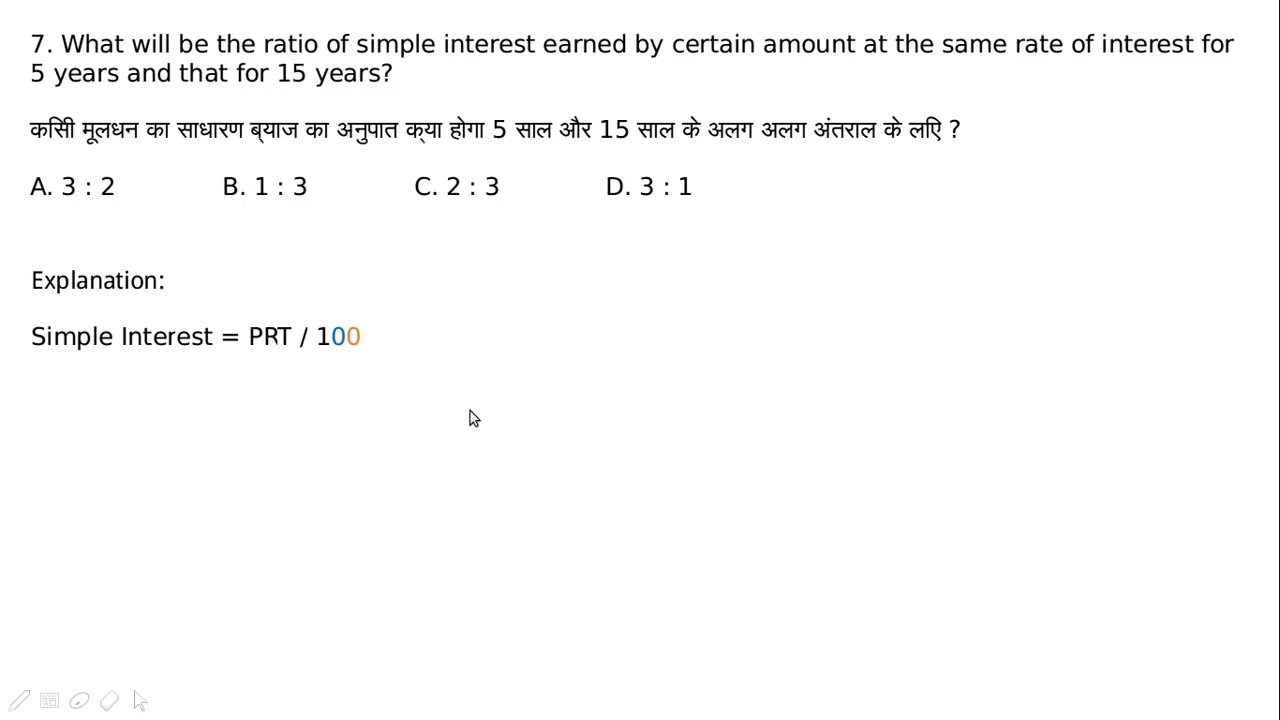 7. What will be the ratio of simple interest earned by certain amount at the same rate of interest for
5 years and that for 15 years?
किसी मूलधन का साधारण ब्याज का अनुपात क्या होगा 5 साल और 15 साल के अलग अलग अंतराल के लिए ?
A. 3 : 2 B. 1 : 3 C. 2 : 3 D. 3 : 1
Explanation:
Simple Interest = PRT / 100